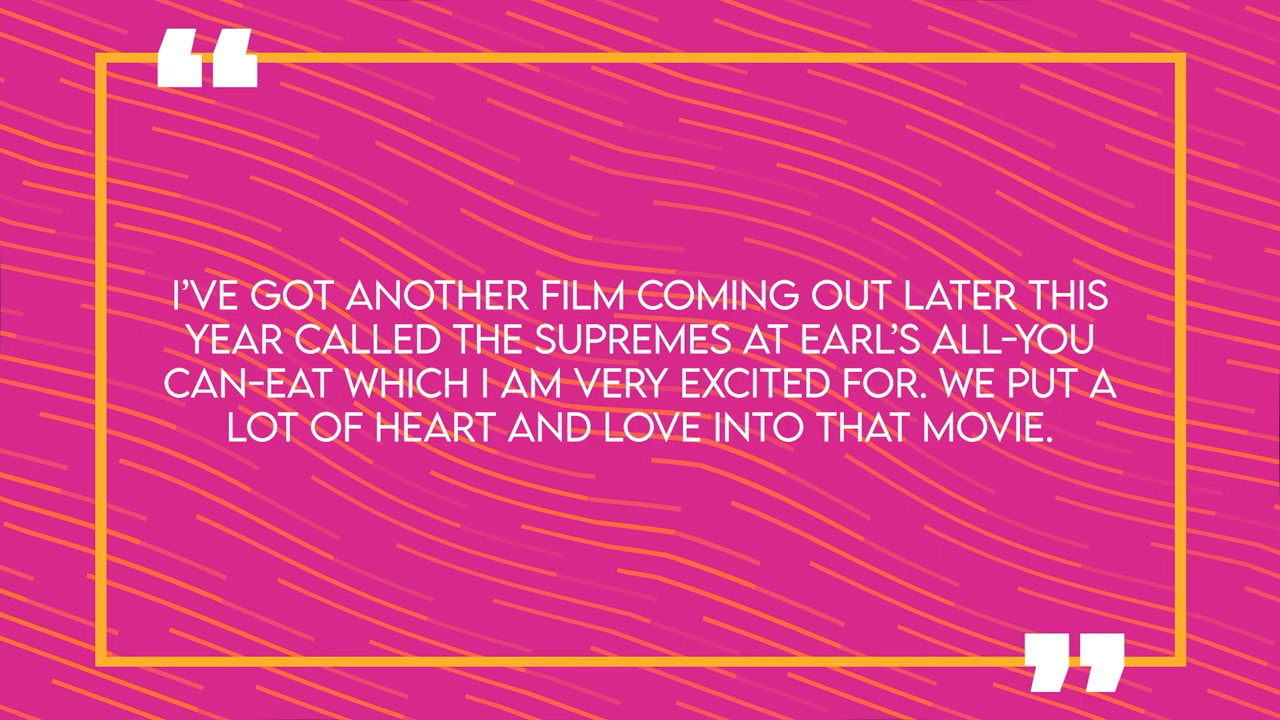 “
I’VE GOT ANOTHER FILM COMING OUT LATER THIS
YEAR CALLED THE SUPREMES AT EARL’S ALL-YOU
CAN-EAT WHICH I AM VERY EXCITED FOR. WE PUT A
LOT OF HEART AND LOVE INTO THAT MOVIE.
”